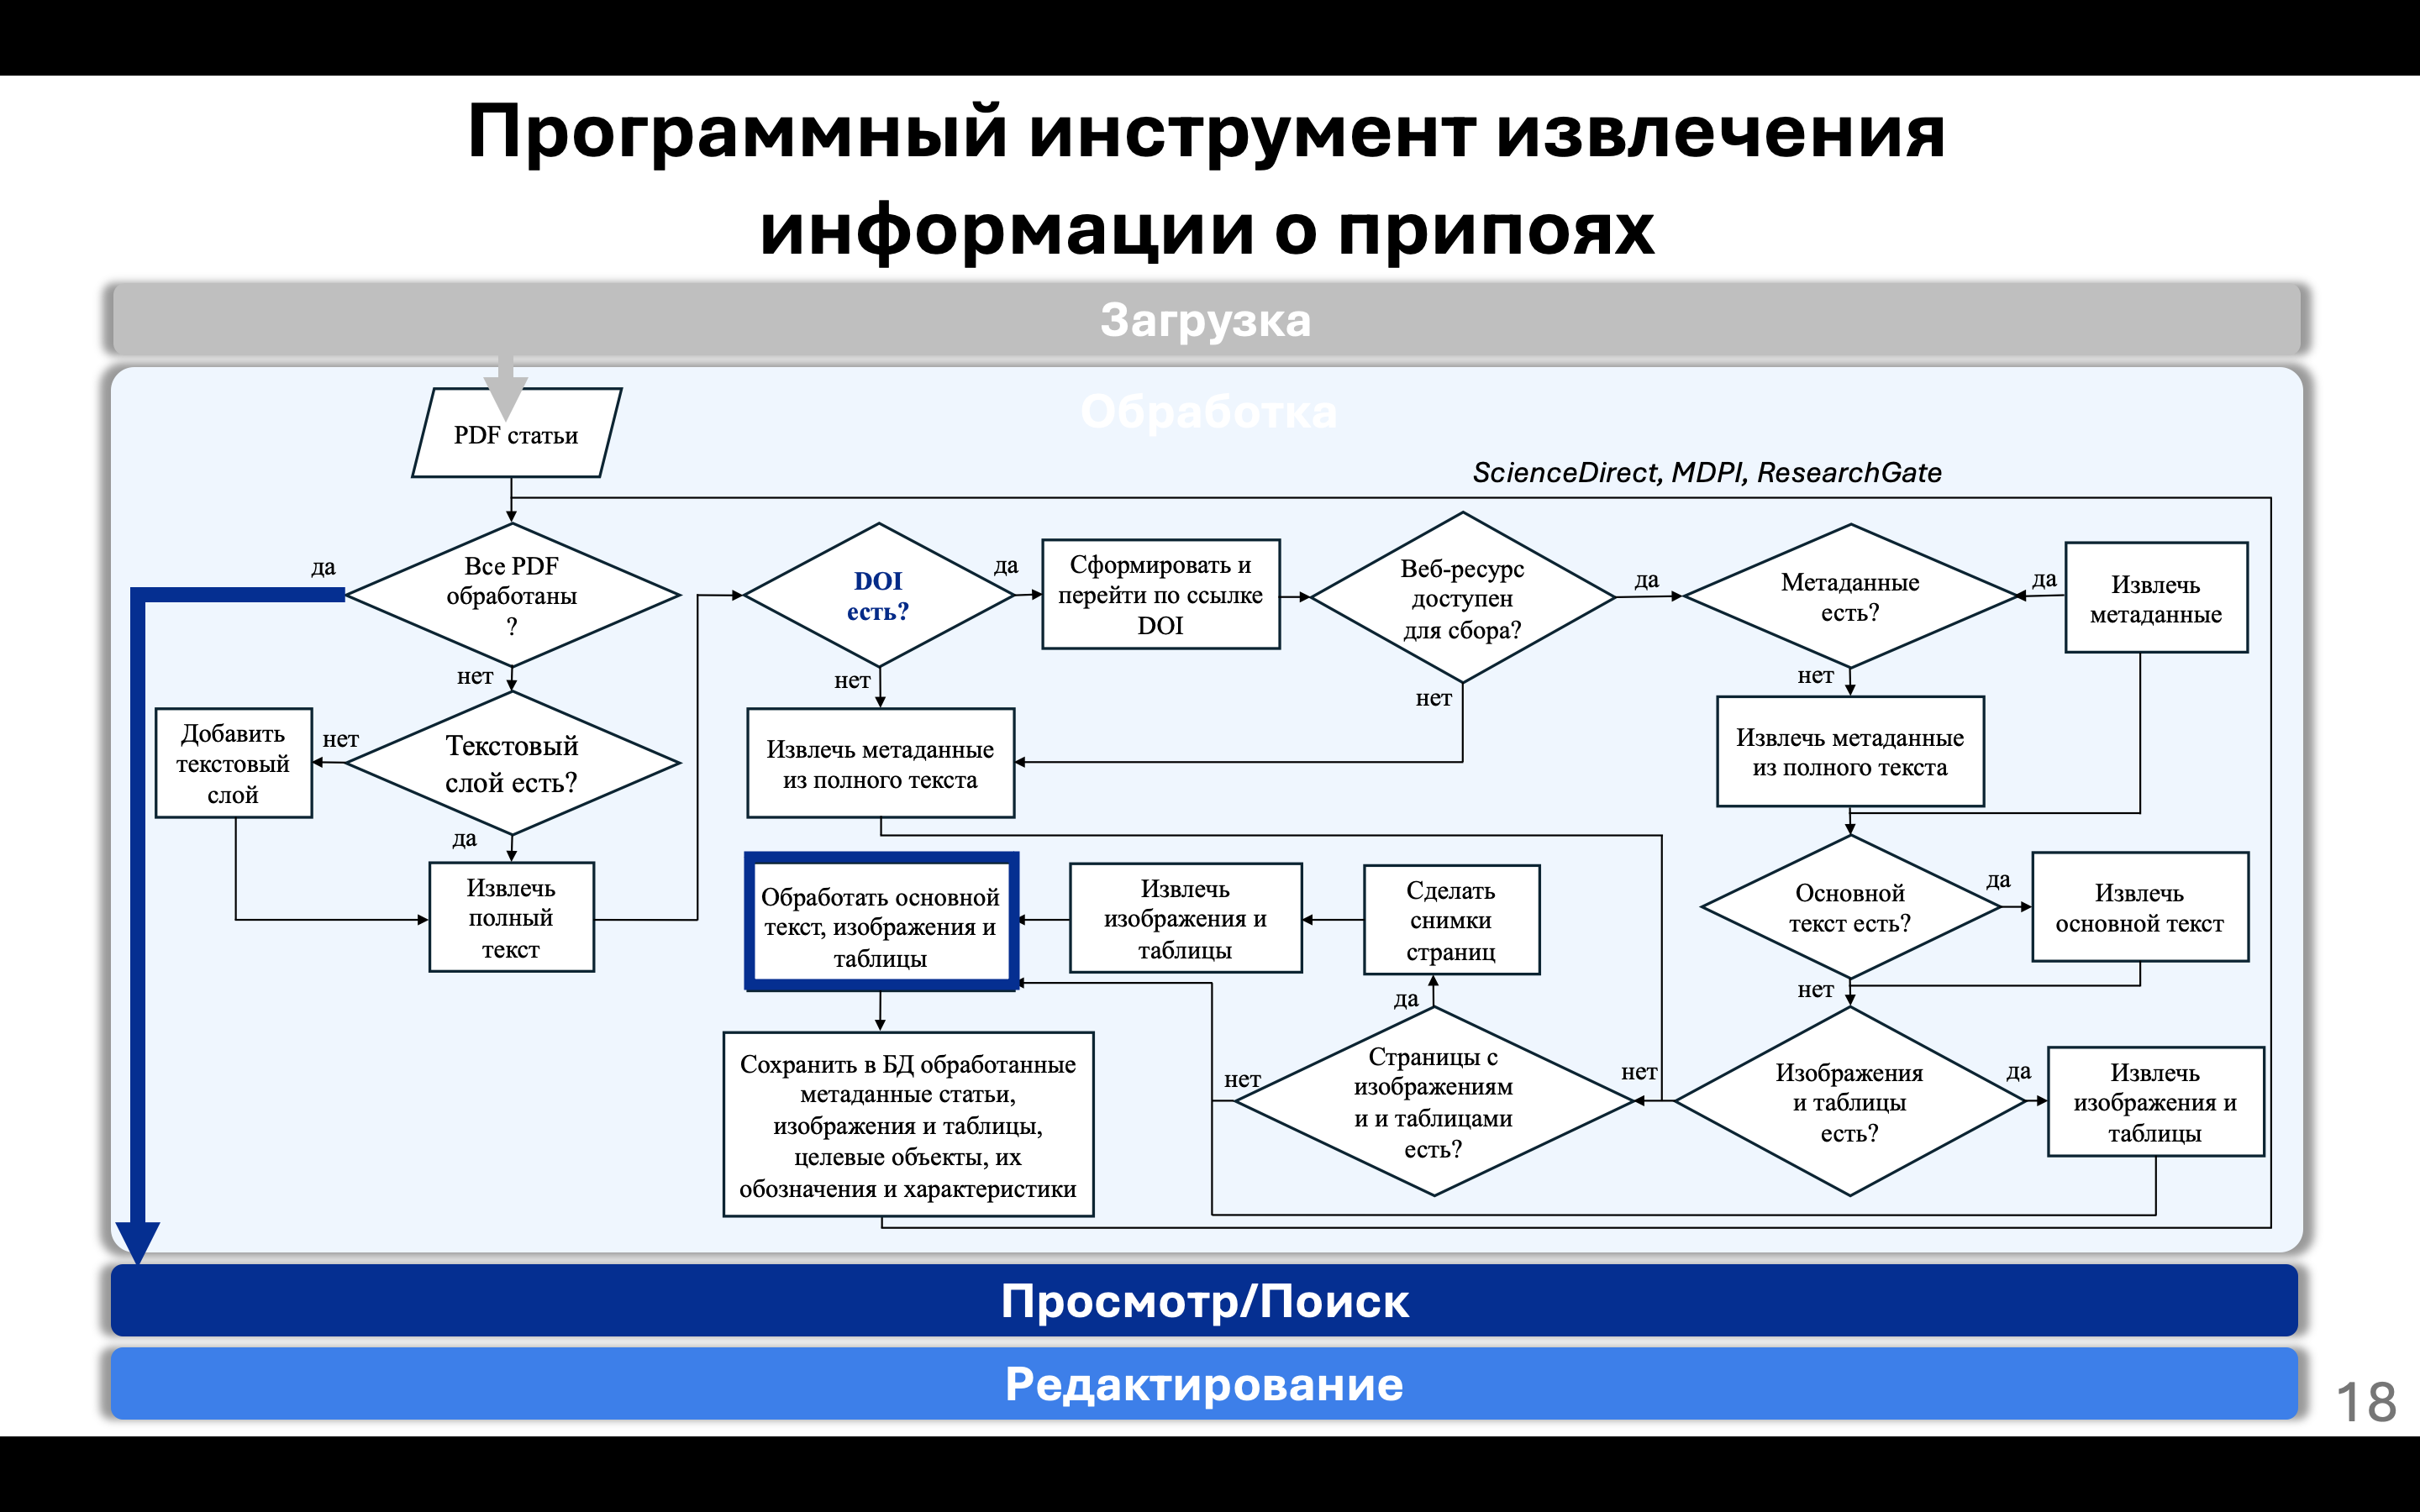 Программный инструмент извлечения
информации о припоях
Загрузка
Обработка
PDF статьи
ScienceDirect, MDPI, ResearchGate
да
Все PDF
обработаны
?
нет
DOI
есть?
да
нет
Сформировать и
перейти по ссылке
DOI
Веб-ресурс
доступен
для сбора?
да
нет
Метаданные
есть?
да
нет
Извлечь
метаданные
Добавить
текстовый
слой
нет
Текстовый
слой есть?
да
Извлечь метаданные
из полного текста
Извлечь метаданные
из полного текста
Извлечь
полный
текст
Обработать основной
текст, изображения и
таблицы
Извлечь
изображения и
таблицы
Сделать
снимки
страниц
Основной
текст есть?
да
нет
Извлечь
основной текст
Сохранить в БД обработанные
метаданные статьи,
изображения и таблицы,
целевые объекты, их
обозначения и характеристики
нет
да
Страницы с
изображениям
и и таблицами
есть?
нет
Изображения
и таблицы
есть?
да
Извлечь
изображения и
таблицы
Просмотр/Поиск
Редактирование
18